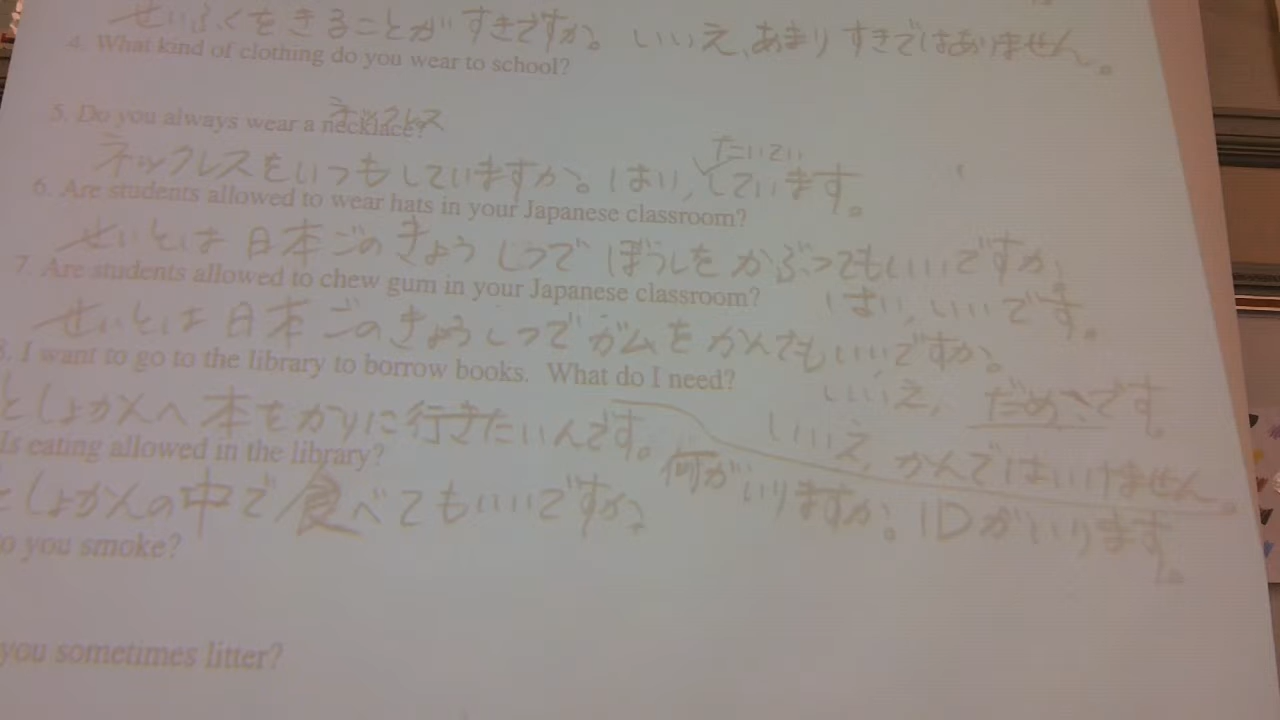 せいふくをきることがすきですか。いいえ、あまりすきではありません。
4. What kind of clothing do you wear to school?
ネックレス
5. Do you always wear a necklace?
たいてい
ネックレスをいつもしていますか。はい、しています。
6. Are students allowed to wear hats in your Japanese classroom?
せいとは日本ごのきょうしつでぼうしをかぶってもいいですか。
はい、いいです。
7. Are students allowed to chew gum in your Japanese classroom?
せいとは日本ごのきょうしつでガムをかんでもいいですか。
いいえ、だめです。
8. I want to go to the library to borrow books. What do I need?
いいえ、かんではいけません。
としょかんへ本をかりに行きたいんです。
何がいりますか。IDがいります。
Is eating allowed in the library?
としょかんの中で食べてもいいですか。
o you smoke?
you sometimes litter?